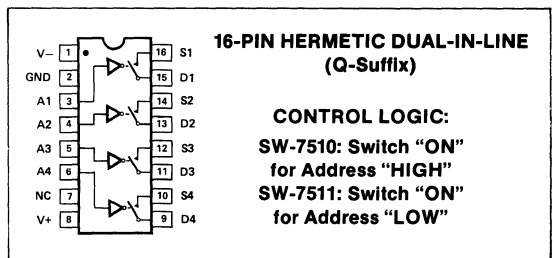 16-PIN HERMETIC DUAL-IN-LINE
(Q-Suffix)
CONTROL LOGIC:
SW-7510: Switch “ON”
for Address “HIGH”
SW-7511: Switch “ON”
for Address “LOW”
V– 1 16 S1
GND 2 15 D1
A1 3 14 S2
A2 4 13 D2
A3 5 12 S3
A4 6 11 D3
NC 7 10 S4
V+ 8 9 D4